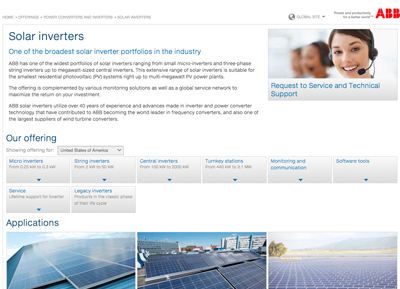 HOME › OFFERINGS › POWER CONVERTERS AND INVERTERS › SOLAR INVERTERS
GLOBAL SITE
Power and productivity
for a better world™
ABB
Solar inverters
One of the broadest solar inverter portfolios in the industry
ABB has one of the widest portfolios of solar inverters ranging from small micro-inverters and three-phase
string inverters up to megawatt-sized central inverters. This extensive range of solar inverters is suitable for
the smallest residential photovoltaic (PV) systems right up to multi-megawatt PV power plants.
The offering is complemented by various monitoring solutions as well as a global service network to
maximize the return on your investment.
ABB solar inverters utilize over 40 years of experience and advances made in inverter and power converter
technology that have contributed to ABB becoming the world leader in frequency converters, and also one of
the largest suppliers of wind turbine converters.
Request to Service and Technical
Support
Our offering
Showing offering for: United States of America
Micro inverters
From 0.25 kW to 0.3 kW
String inverters
From 2 kW to 60 kW
Central inverters
From 100 kW to 2000 kW
Turnkey stations
From 440 kW to
Monitoring and
communication
Software tools
Service
Lifetime support for inverter
Legacy inverters
Products in the classic phase
of their life cycle
Applications